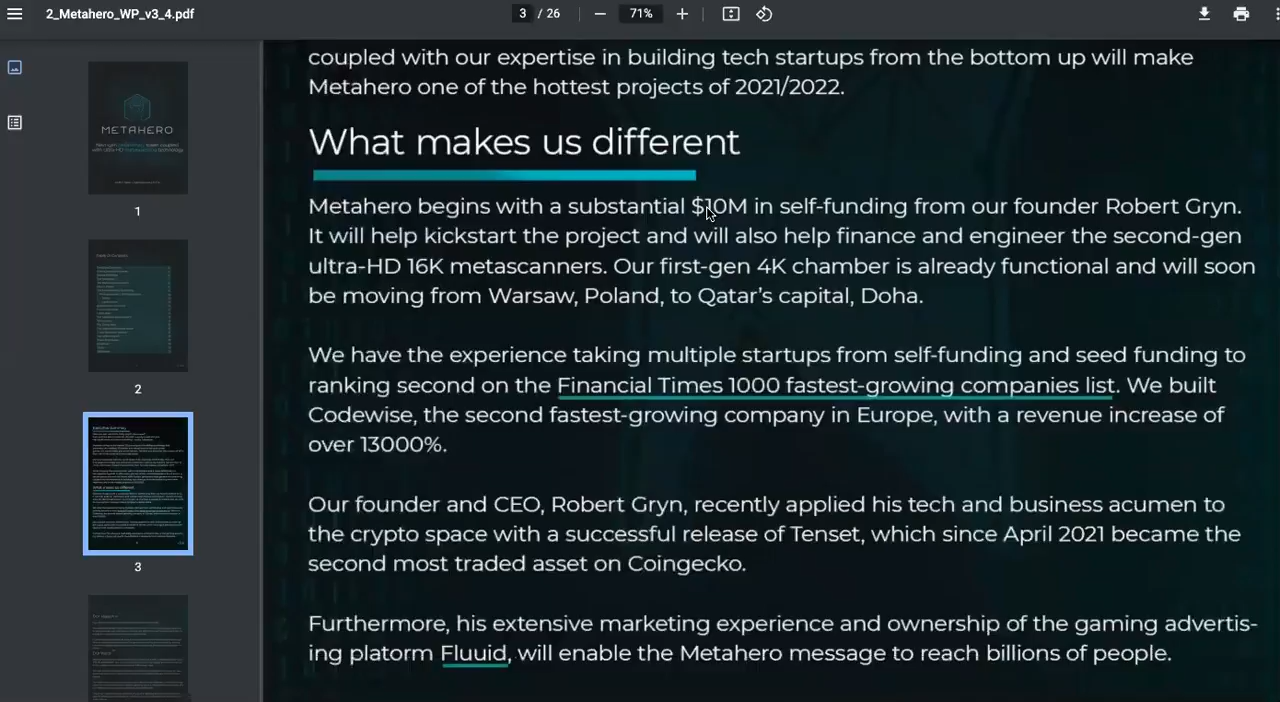 2_Metahero_WP_v3_4.pdf
3 / 26
71%
METAHERO
1
2
3
coupled with our expertise in building tech startups from the bottom up will make
Metahero one of the hottest projects of 2021/2022.
What makes us different
Metahero begins with a substantial $10M in self-funding from our founder Robert Gryn.
It will help kickstart the project and will also help finance and engineer the second-gen
ultra-HD 16K metascanners. Our first-gen 4K chamber is already functional and will soon
be moving from Warsaw, Poland, to Qatar's capital, Doha.
We have the experience taking multiple startups from self-funding and seed funding to
ranking second on the Financial Times 1000 fastest-growing companies list. We built
Codewise, the second fastest-growing company in Europe, with a revenue increase of
over 13000%.
Our founder and CEO, Robert Gryn, recently applied his tech and business acumen to
the crypto space with a successful release of Tenset, which since April 2021 became the
second most traded asset on Coingecko.
Furthermore, his extensive marketing experience and ownership of the gaming advertis-
ing platorm Fluuid, will enable the Metahero message to reach billions of people.